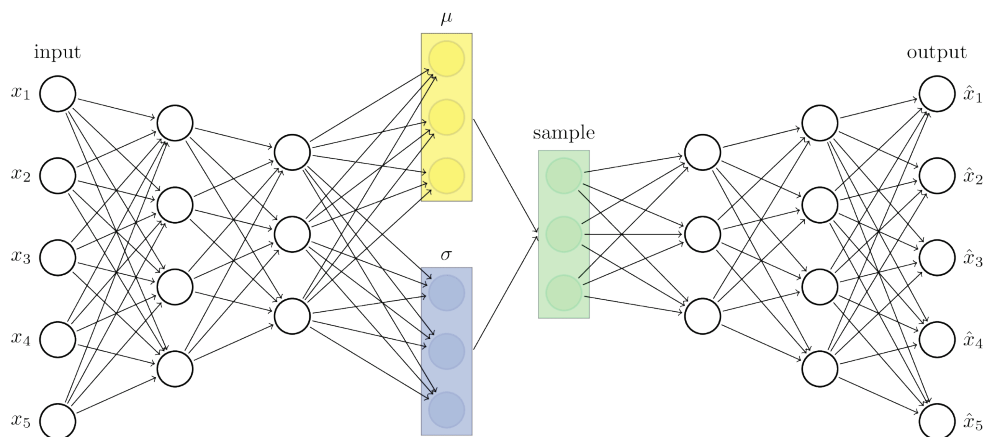 μ
input
output
x₁
x̂₁
sample
x₂
x̂₂
x₃
σ
x̂₃
x₄
x̂₄
x₅
x̂₅